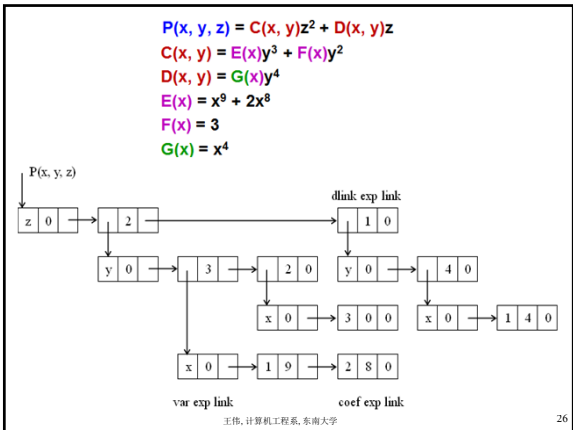 P(x, y, z) = C(x, y)z² + D(x, y)z
C(x, y) = E(x)y³ + F(x)y²
D(x, y) = G(x)y⁴
E(x) = x⁹ + 2x⁸
F(x) = 3
G(x) = x⁴
P(x, y, z)
dlink exp link
z 0 2 1 0
y 0 3 2 0 y 0 4 0
x 0 3 0 0 x 0 1 4 0
x 0 1 9 2 8 0
var exp link coef exp link
王伟, 计算机工程系, 东南大学 26